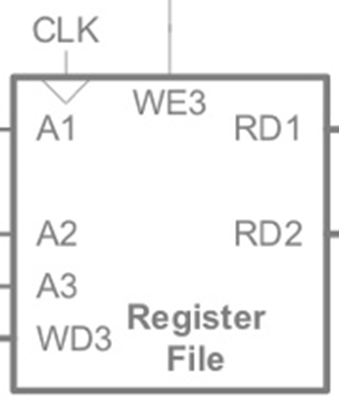 CLK
WE3
A1 RD1
A2 RD2
A3
WD3
Register
File